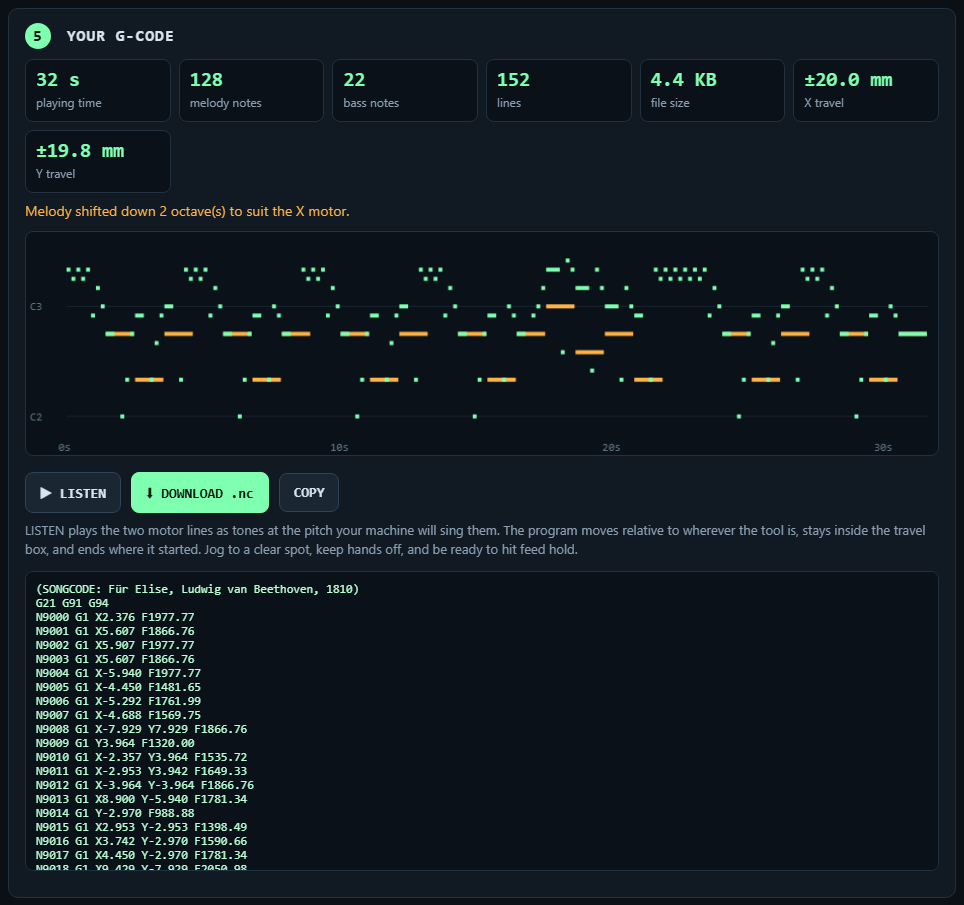 5 YOUR G-CODE
32 s 128 22 152 4.4 KB ±20.0 mm
playing time melody notes bass notes lines file size X travel
±19.8 mm
Y travel
Melody shifted down 2 octave(s) to suit the X motor.
C3
C2
0s 10s 20s 30s
▶ LISTEN ⬇ DOWNLOAD .nc COPY
LISTEN plays the two motor lines as tones at the pitch your machine will sing them. The program moves relative to wherever the tool is, stays inside the travel
box, and ends where it started. Jog to a clear spot, keep hands off, and be ready to hit feed hold.
(SONGCODE: Für Elise, Ludwig van Beethoven, 1810)
G21 G91 G94
N9000 G1 X2.376 F1977.77
N9001 G1 X5.607 F1866.76
N9002 G1 X5.907 F1977.77
N9003 G1 X5.607 F1866.76
N9004 G1 X-5.940 F1977.77
N9005 G1 X-4.450 F1481.65
N9006 G1 X-5.292 F1761.99
N9007 G1 X-4.688 F1569.75
N9008 G1 X-7.929 Y7.929 F1866.76
N9009 G1 Y3.964 F1320.00
N9010 G1 X-2.357 Y3.964 F1535.72
N9011 G1 X-2.953 Y3.942 F1649.33
N9012 G1 X-3.964 Y-3.964 F1866.76
N9013 G1 X8.900 Y-5.940 F1781.34
N9014 G1 Y-2.970 F988.88
N9015 G1 X2.953 Y-2.953 F1398.49
N9016 G1 X3.742 Y-2.970 F1590.66
N9017 G1 X4.450 Y-2.970 F1781.34
N9018 G1 X9.429 Y-7.929 F2050.98